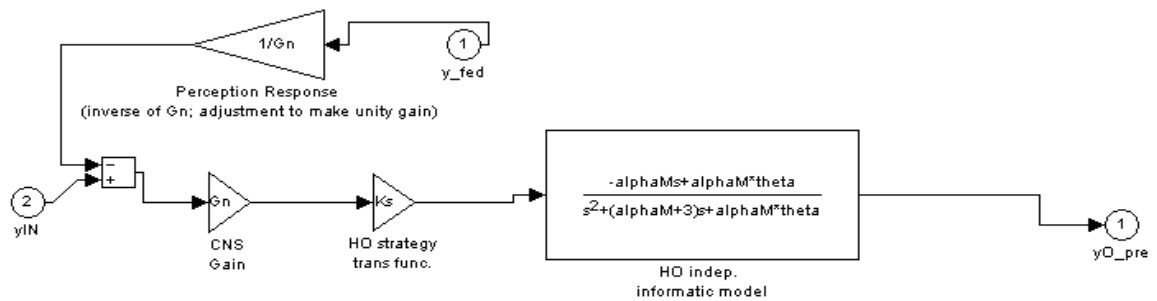 1/Gn
1
y_fed
Perception Response
(inverse of Gn; adjustment to make unity gain)
−
+
2
yIN
Gn
CNS
Gain
Ks
HO strategy
trans func.
-alphaMs+alphaM*theta
s2+(alphaM+3)s+alphaM*theta
HO indep.
informatic model
1
yO_pre